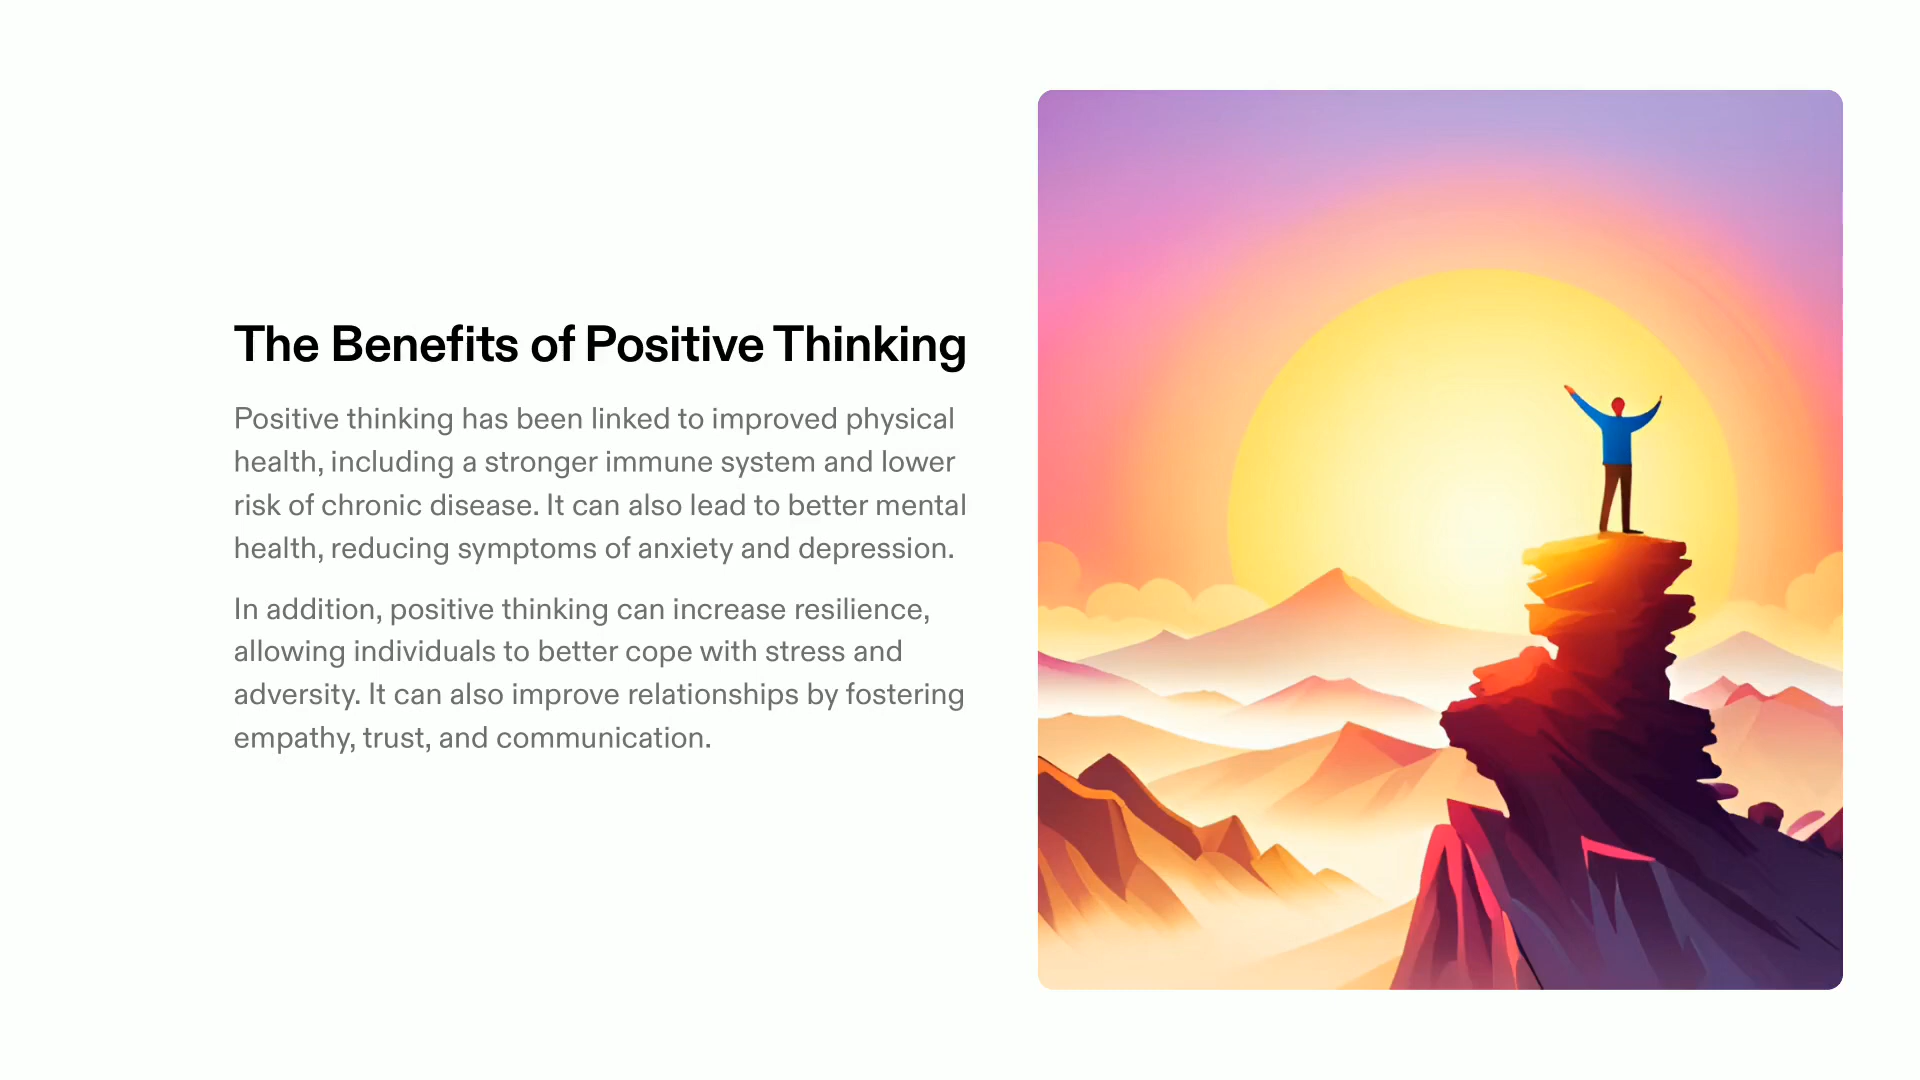 The Benefits of Positive Thinking
Positive thinking has been linked to improved physical
health, including a stronger immune system and lower
risk of chronic disease. It can also lead to better mental
health, reducing symptoms of anxiety and depression.
In addition, positive thinking can increase resilience,
allowing individuals to better cope with stress and
adversity. It can also improve relationships by fostering
empathy, trust, and communication.